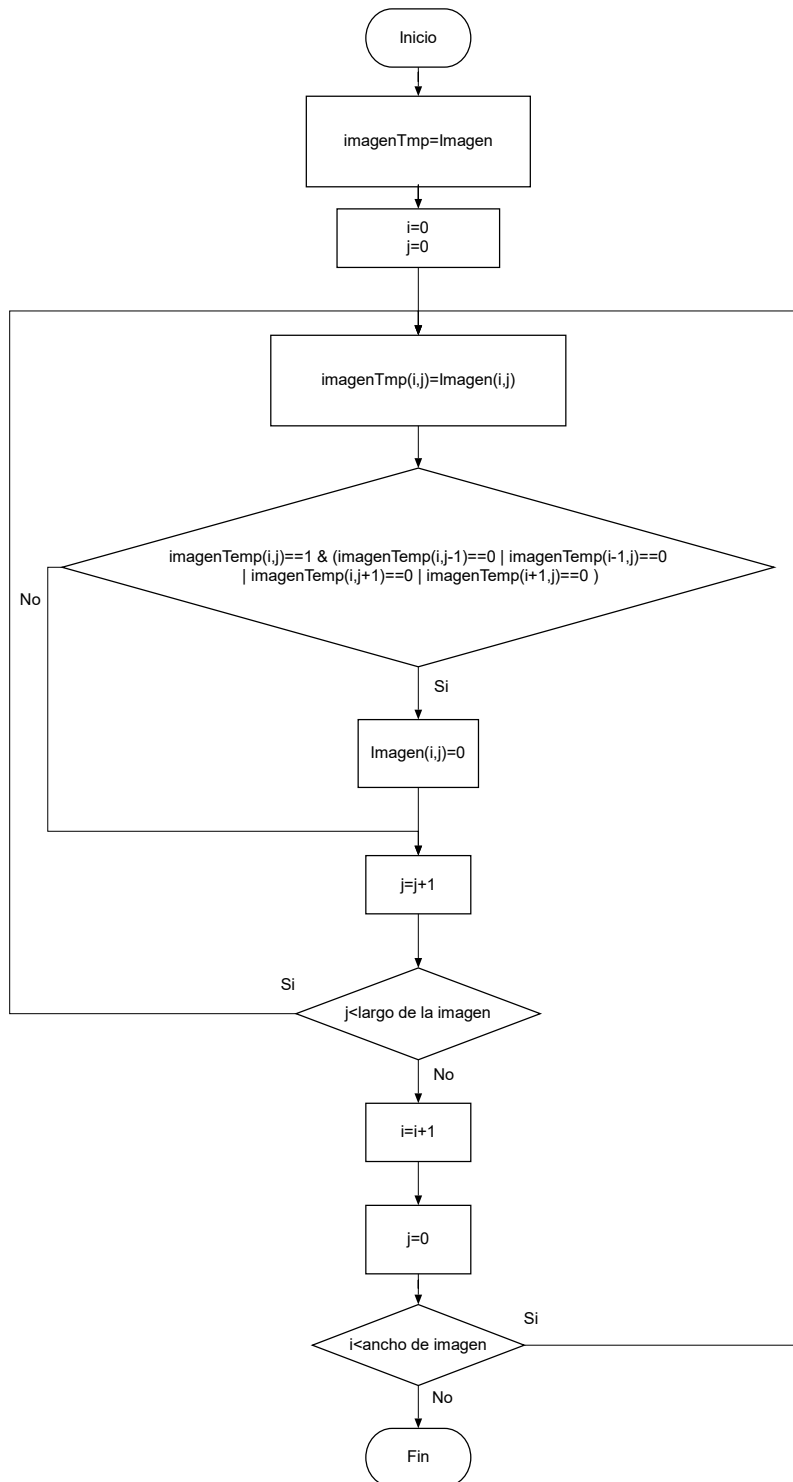 Inicio
imagenTmp=Imagen
i=0
j=0
imagenTmp(i,j)=Imagen(i,j)
imagenTemp(i,j)==1 & (imagenTemp(i,j-1)==0 | imagenTemp(i-1,j)==0
| imagenTemp(i,j+1)==0 | imagenTemp(i+1,j)==0 )
No
Si
Imagen(i,j)=0
j=j+1
Si
j<largo de la imagen
No
i=i+1
j=0
Si
i<ancho de imagen
No
Fin